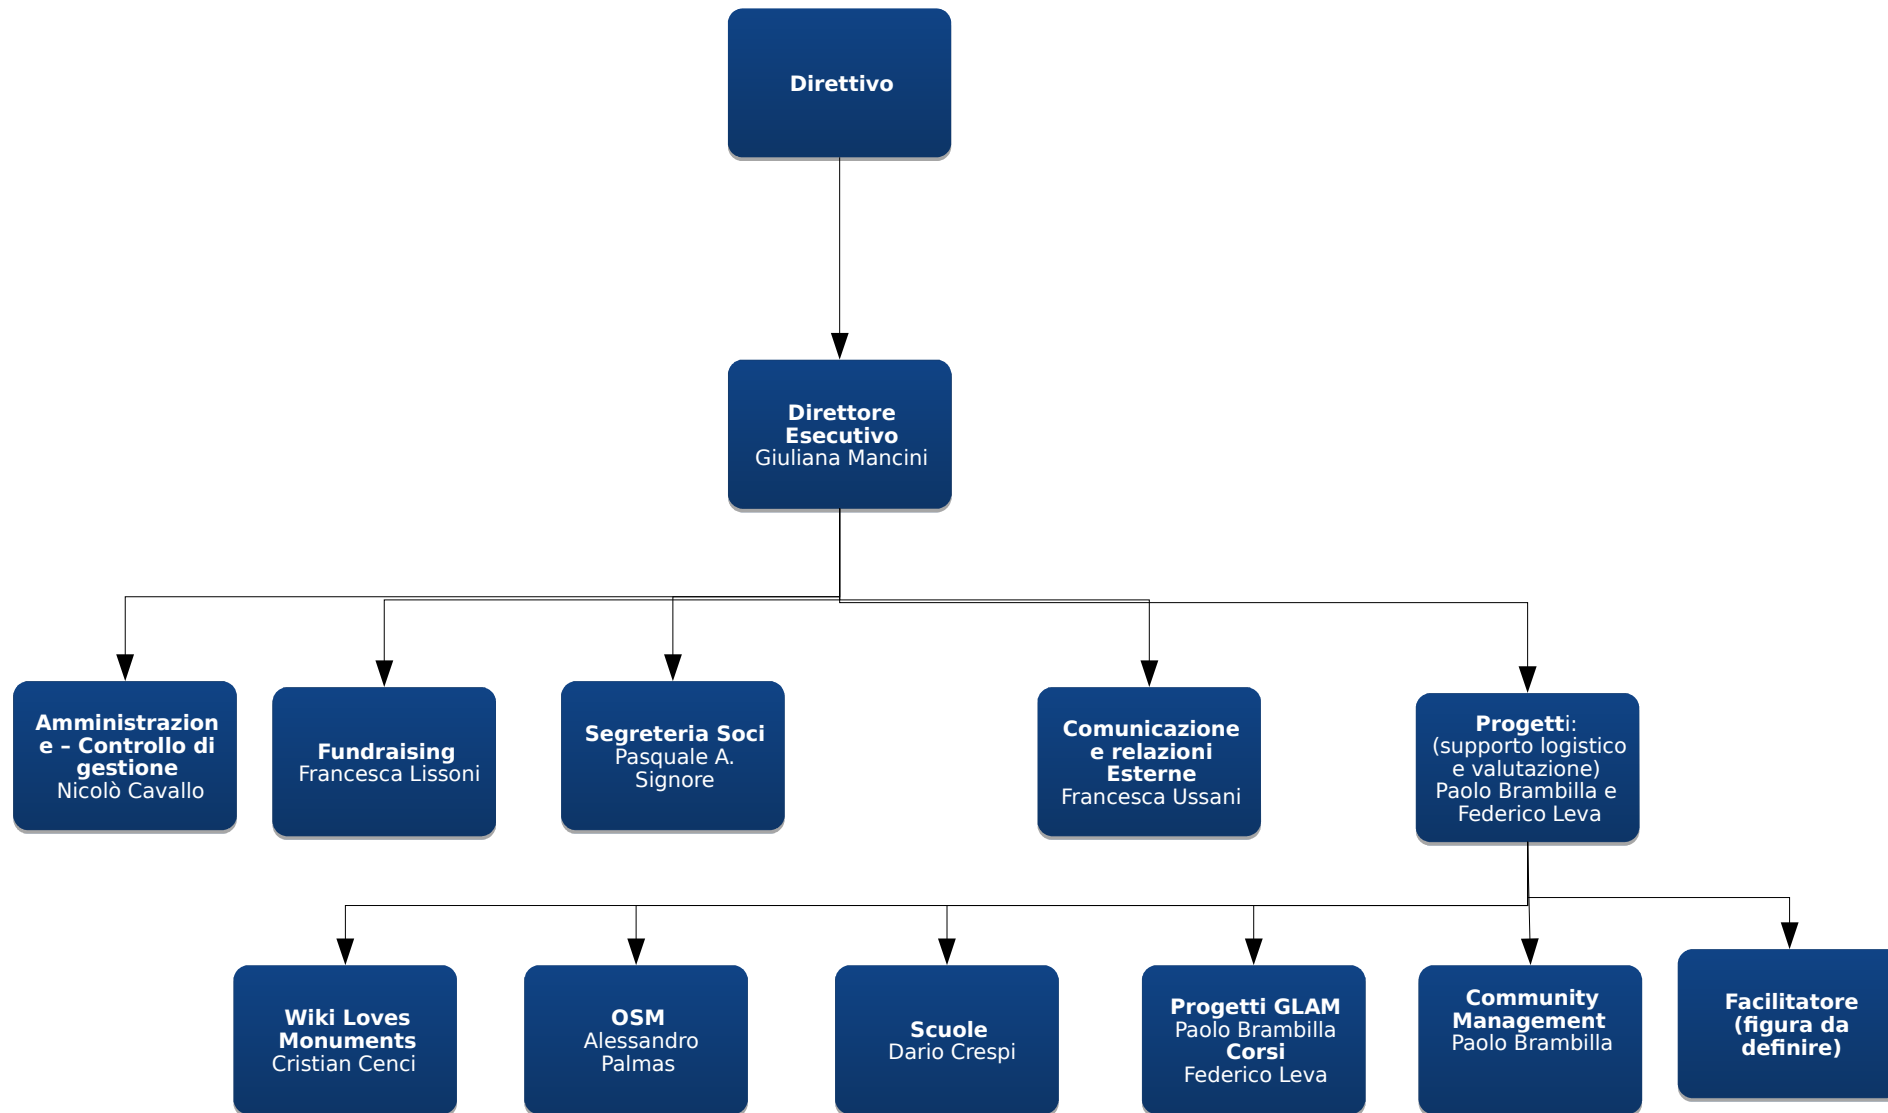 Direttivo
Direttore
Esecutivo
Giuliana Mancini
Amministrazion
e – Controllo di
gestione
Nicolò Cavallo
Fundraising
Francesca Lissoni
Segreteria Soci
Pasquale A.
Signore
Comunicazione
e relazioni
Esterne
Francesca Ussani
Progetti:
(supporto logistico
e valutazione)
Paolo Brambilla e
Federico Leva
Wiki Loves
Monuments
Cristian Cenci
OSM
Alessandro
Palmas
Scuole
Dario Crespi
Progetti GLAM
Paolo Brambilla
Corsi
Federico Leva
Community
Management
Paolo Brambilla
Facilitatore
(figura da
definire)